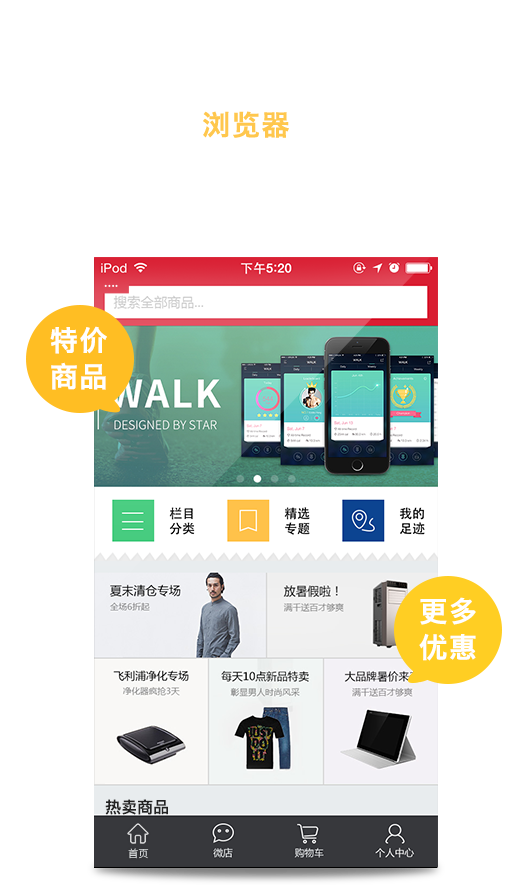 浏览器
iPod
下午5:20
搜索全部商品...
特价
商品
WALK
DESIGNED BY STAR
栏目
分类
精选
专题
我的
足迹
夏末清仓专场
全场6折起
放暑假啦！
满千送百才够爽
更多
优惠
飞利浦净化专场
净化器疯抢3天
每天10点新品特卖
彰显男人时尚风采
大品牌暑价来
满千送百才够爽
热卖商品
首页
微店
购物车
个人中心